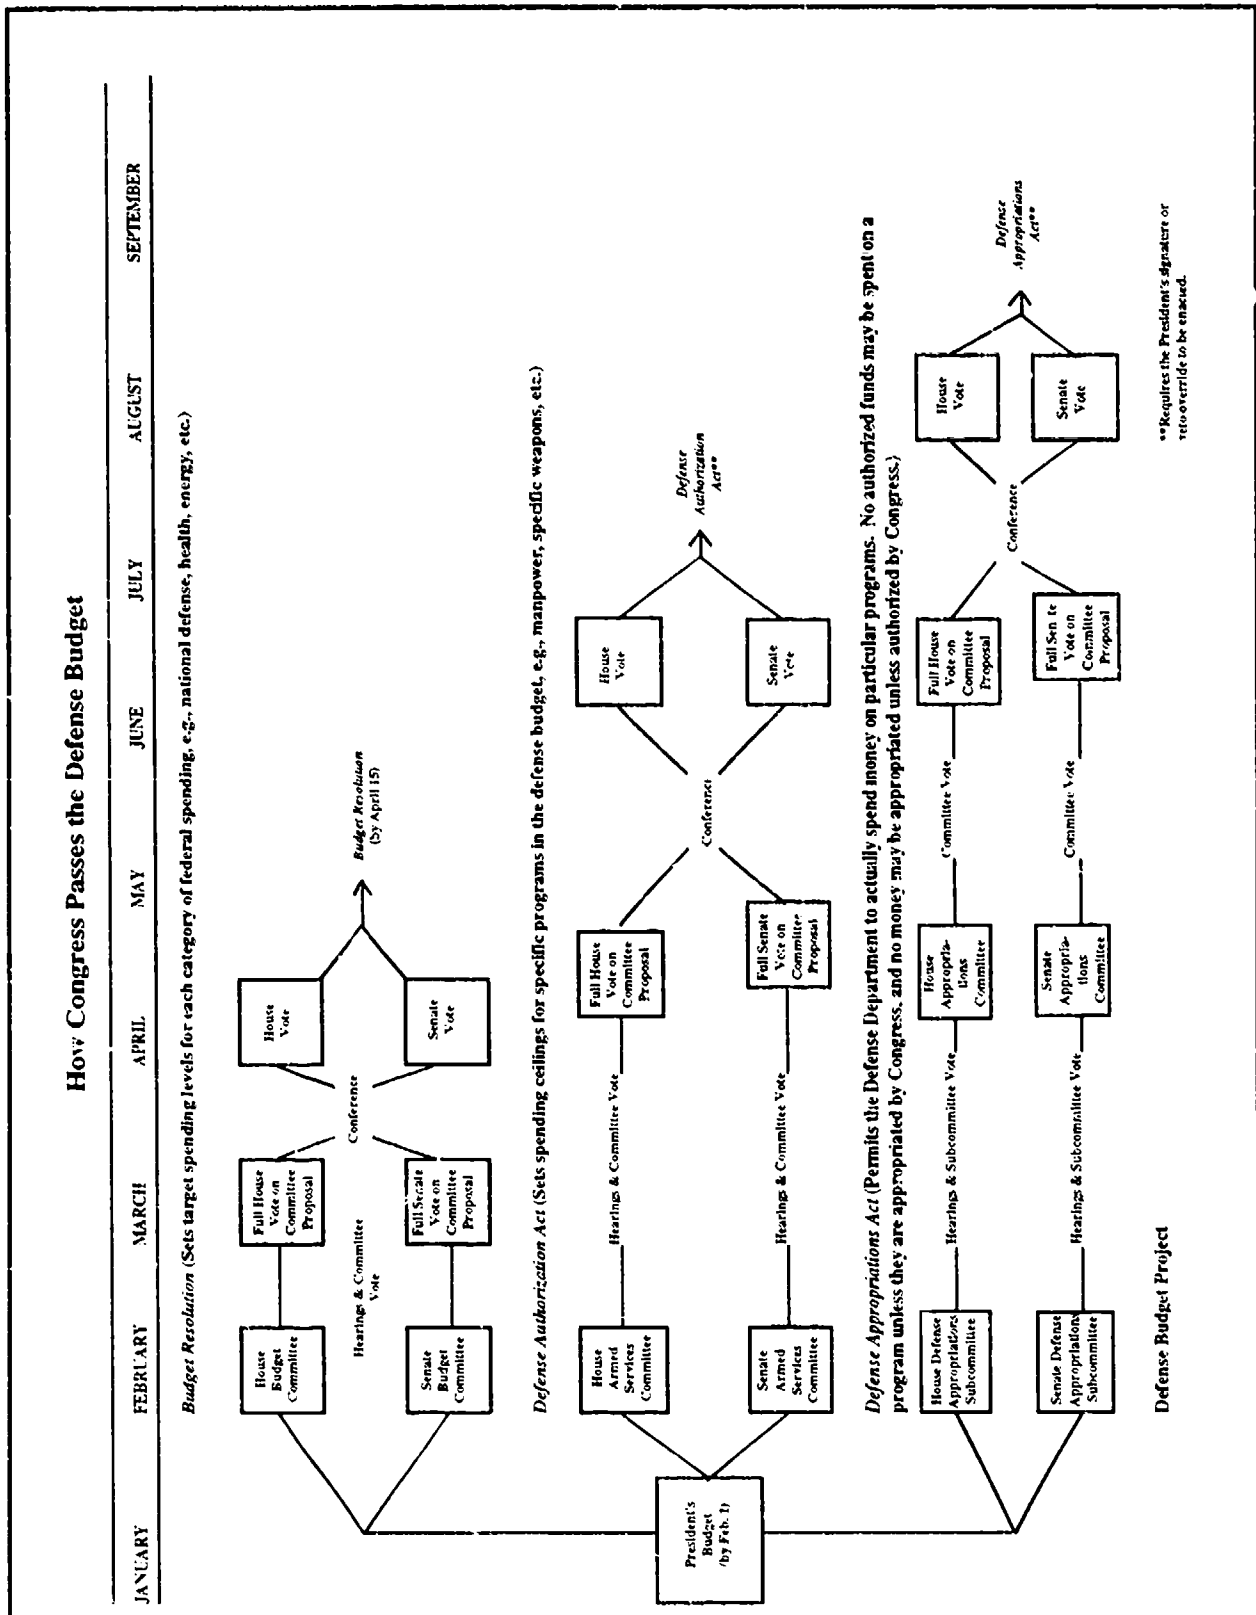 How Congress Passes the Defense Budget
JANUARY FEBRUARY MARCH APRIL MAY JUNE JULY AUGUST SEPTEMBER
Budget Resolution (Sets target spending levels for each category of federal spending, e.g., national defense, health, energy, etc.)
House
Budget
Committee
Full House
Vote on
Committee
Proposal
House
Vote
Hearings & Committee
Vote
Conference
Budget Resolution
(by April 15)
Senate
Budget
Committee
Full Senate
Vote on
Committee
Proposal
Senate
Vote
Defense Authorization Act (Sets spending ceilings for specific programs in the defense budget, e.g., manpower, specific weapons, etc.)
House
Armed
Services
Committee
Hearings & Committee Vote
Full House
Vote on
Committee
Proposal
House
Vote
President's
Budget
(by Feb. 1)
Conference
Defense
Authorization
Act**
Senate
Armed
Services
Committee
Hearings & Committee Vote
Full Senate
Vote on
Committee
Proposal
Senate
Vote
Defense Appropriations Act (Permits the Defense Department to actually spend money on particular programs. No authorized funds may be spent on a
program unless they are appropriated by Congress, and no money may be appropriated unless authorized by Congress.)
House Defense
Appropriations
Subcommittee
Hearings & Subcommittee Vote
House
Appropria-
tions
Committee
Committee Vote
Full House
Vote on
Committee
Proposal
House
Vote
Conference
Defense
Appropriations
Act**
Senate Defense
Appropriations
Subcommittee
Hearings & Subcommittee Vote
Senate
Appropria-
tions
Committee
Committee Vote
Full Senate
Vote on
Committee
Proposal
Senate
Vote
Defense Budget Project
**Requires the President's signature or
veto override to be enacted.